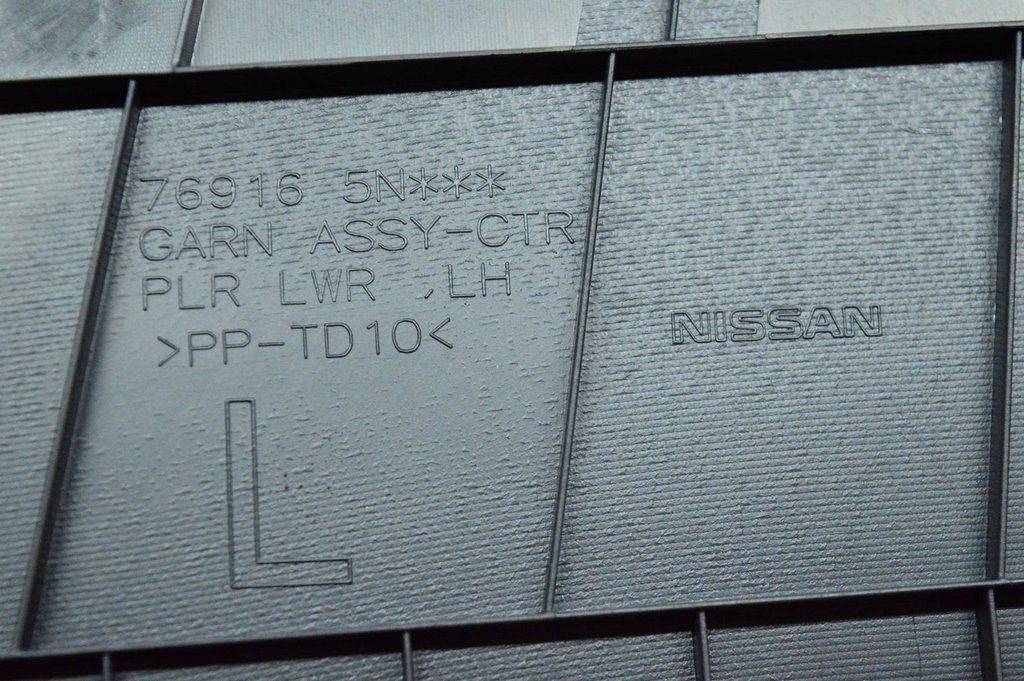 76916 5N***
GARN ASSY-CTR
PLR LWR ,LH
>PP-TD10<
L
NISSAN